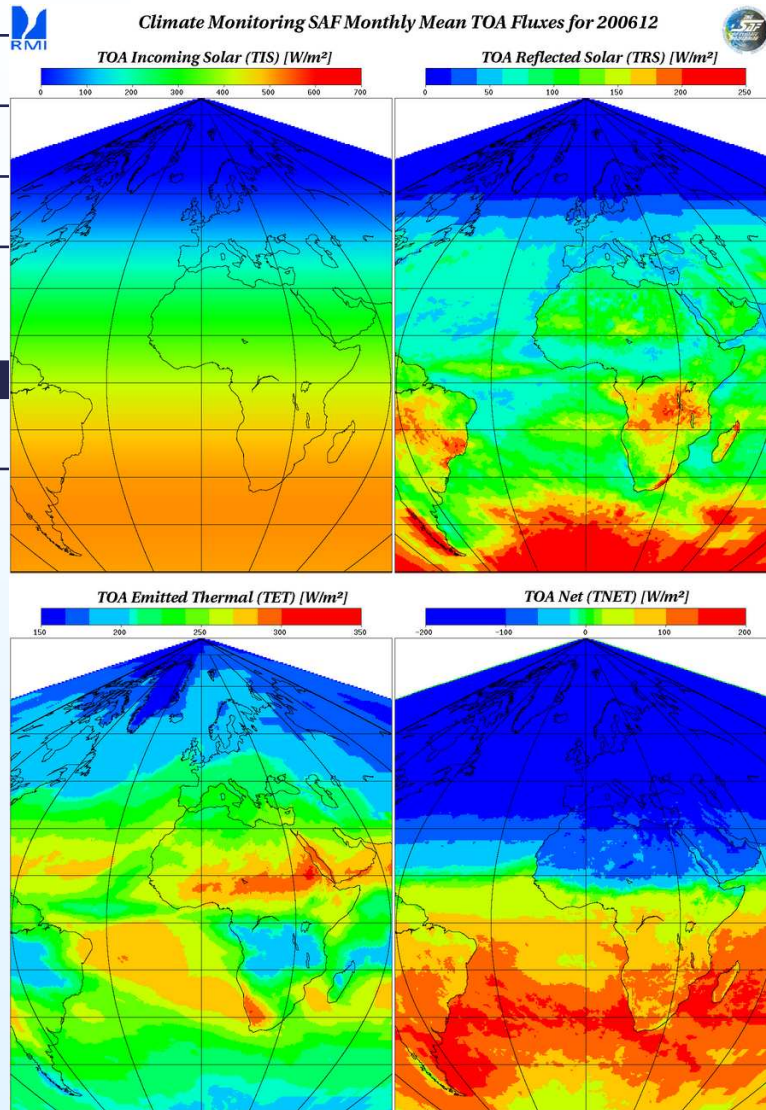 Climate Monitoring SAF Monthly Mean TOA Fluxes for 200612
RMI
TOA Incoming Solar (TIS) [W/m²]
0 100 200 300 400 500 600 700
TOA Reflected Solar (TRS) [W/m²]
0 50 100 150 200 250
TOA Emitted Thermal (TET) [W/m²]
150 200 250 300 350
TOA Net (TNET) [W/m²]
-200 -100 0 100 200